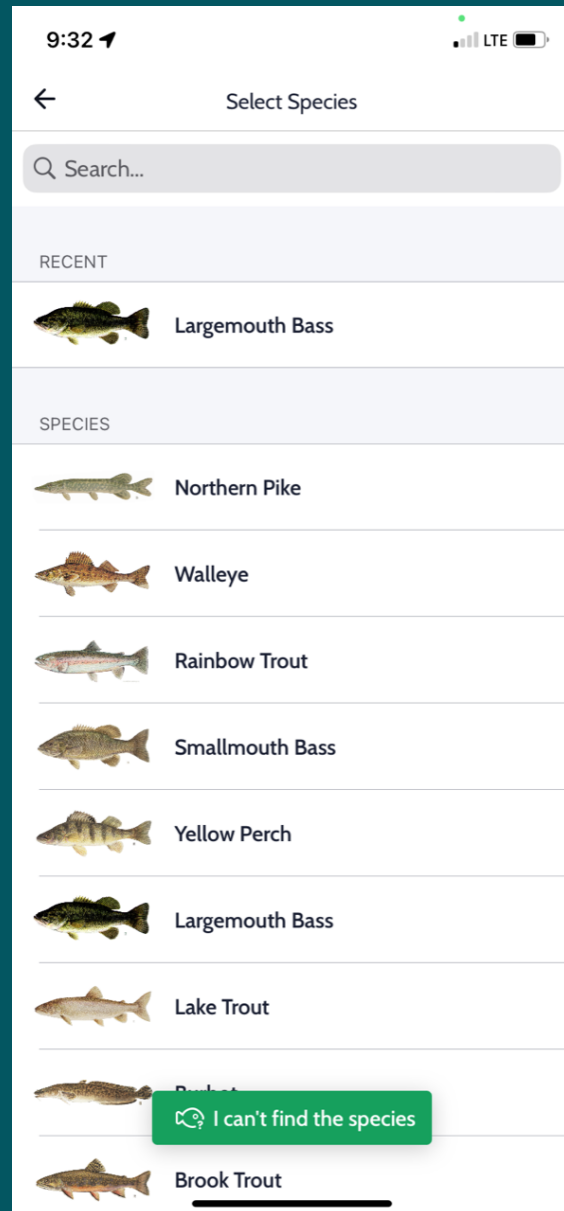 9:32
LTE
Select Species
Search...
RECENT
Largemouth Bass
SPECIES
Northern Pike
Walleye
Rainbow Trout
Smallmouth Bass
Yellow Perch
Largemouth Bass
Lake Trout
Burbot
I can't find the species
Brook Trout